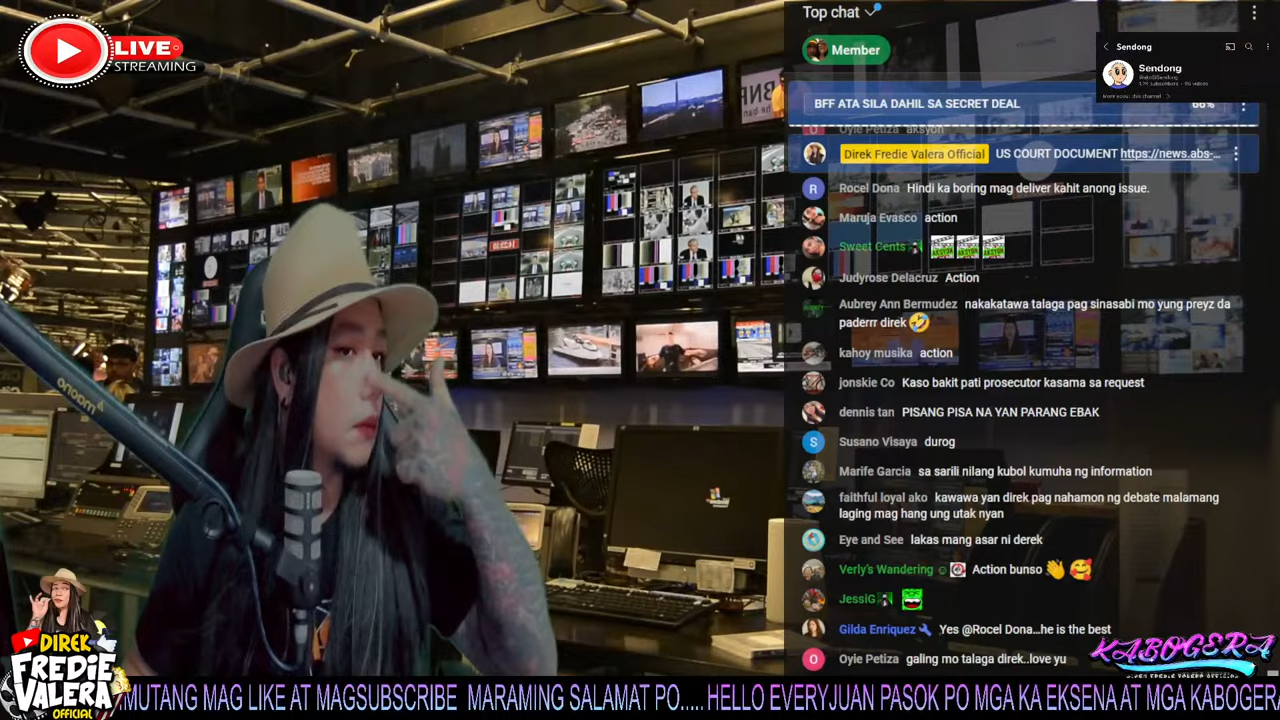 LIVE
STREAMING
Top chat
Member
Sendong
Sendong
BFF ATA SILA DAHIL SA SECRET DEAL
66%
Oyie Petiza aksyon
Direk Fredie Valera Official US COURT DOCUMENT https://news.abs-...
Rocel Dona Hindi ka boring mag deliver kahit anong issue.
Maruja Evasco action
Sweet Cents
Judyrose Delacruz Action
Aubrey Ann Bermudez nakakatawa talaga pag sinasabi mo yung preyz da
paderrr direk 🤣
kahoy musika action
jonskie Co Kaso bakit pati prosecutor kasama sa request
dennis tan PISANG PISA NA YAN PARANG EBAK
Susano Visaya durog
Marife Garcia sa sarili nilang kubol kumuha ng information
faithful loyal ako kawawa yan direk pag nahamon ng debate malamang
laging mag hang ung utak nyan
Eye and See lakas mang asar ni derek
Verly's Wandering Action bunso 👏 🥰
JessiG
Gilda Enriquez Yes @Rocel Dona...he is the best
Oyie Petiza galing mo talaga direk..love yu
maono
DIREK
FREDIE
VALERA
OFFICIAL
KABOGERA
DIREK FREDIE VALERA OFFICIAL
MUTANG MAG LIKE AT MAGSUBSCRIBE MARAMING SALAMAT PO..... HELLO EVERYJUAN PASOK PO MGA KA EKSENA AT MGA KABOGER